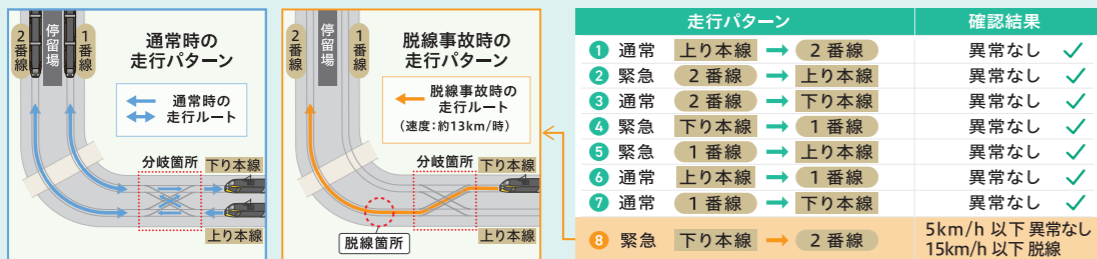 2番線
停留場
1番線
通常時の
走行パターン
通常時の
走行ルート
分岐箇所
下り本線
上り本線
2番線
停留場
1番線
脱線事故時の
走行パターン
脱線事故時の
走行ルート
(速度:約13km/時)
分岐箇所
下り本線
上り本線
脱線箇所
走行パターン 確認結果
1 通常 上り本線 → 2番線 異常なし ✓
2 緊急 2番線 → 上り本線 異常なし ✓
3 通常 2番線 → 下り本線 異常なし ✓
4 緊急 下り本線 → 1番線 異常なし ✓
5 緊急 1番線 → 上り本線 異常なし ✓
6 通常 上り本線 → 1番線 異常なし ✓
7 通常 1番線 → 下り本線 異常なし ✓
8 緊急 下り本線 → 2番線 5km/h 以下 異常なし
15km/h 以下 脱線